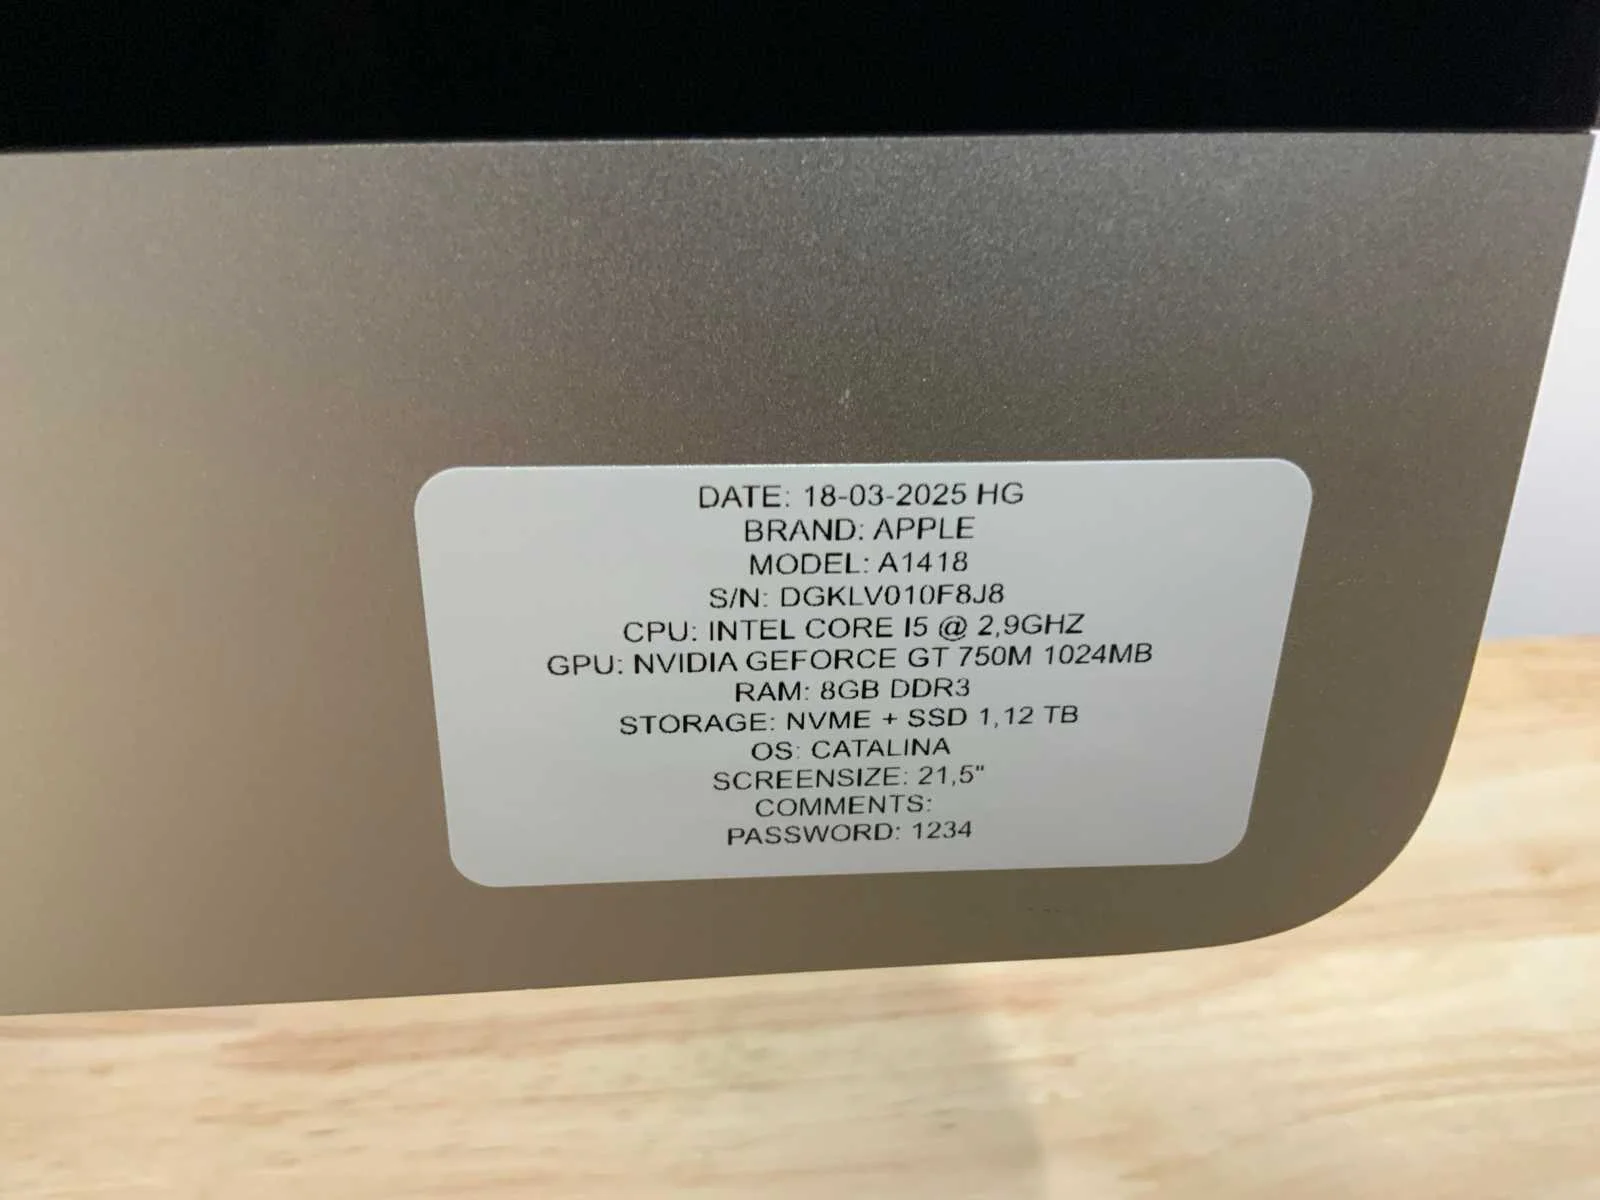 DATE: 18-03-2025 HG
BRAND: APPLE
MODEL: A1418
S/N: DGKLV010F8J8
CPU: INTEL CORE I5 @ 2,9GHZ
GPU: NVIDIA GEFORCE GT 750M 1024MB
RAM: 8GB DDR3
STORAGE: NVME + SSD 1,12 TB
OS: CATALINA
SCREENSIZE: 21,5"
COMMENTS:
PASSWORD: 1234